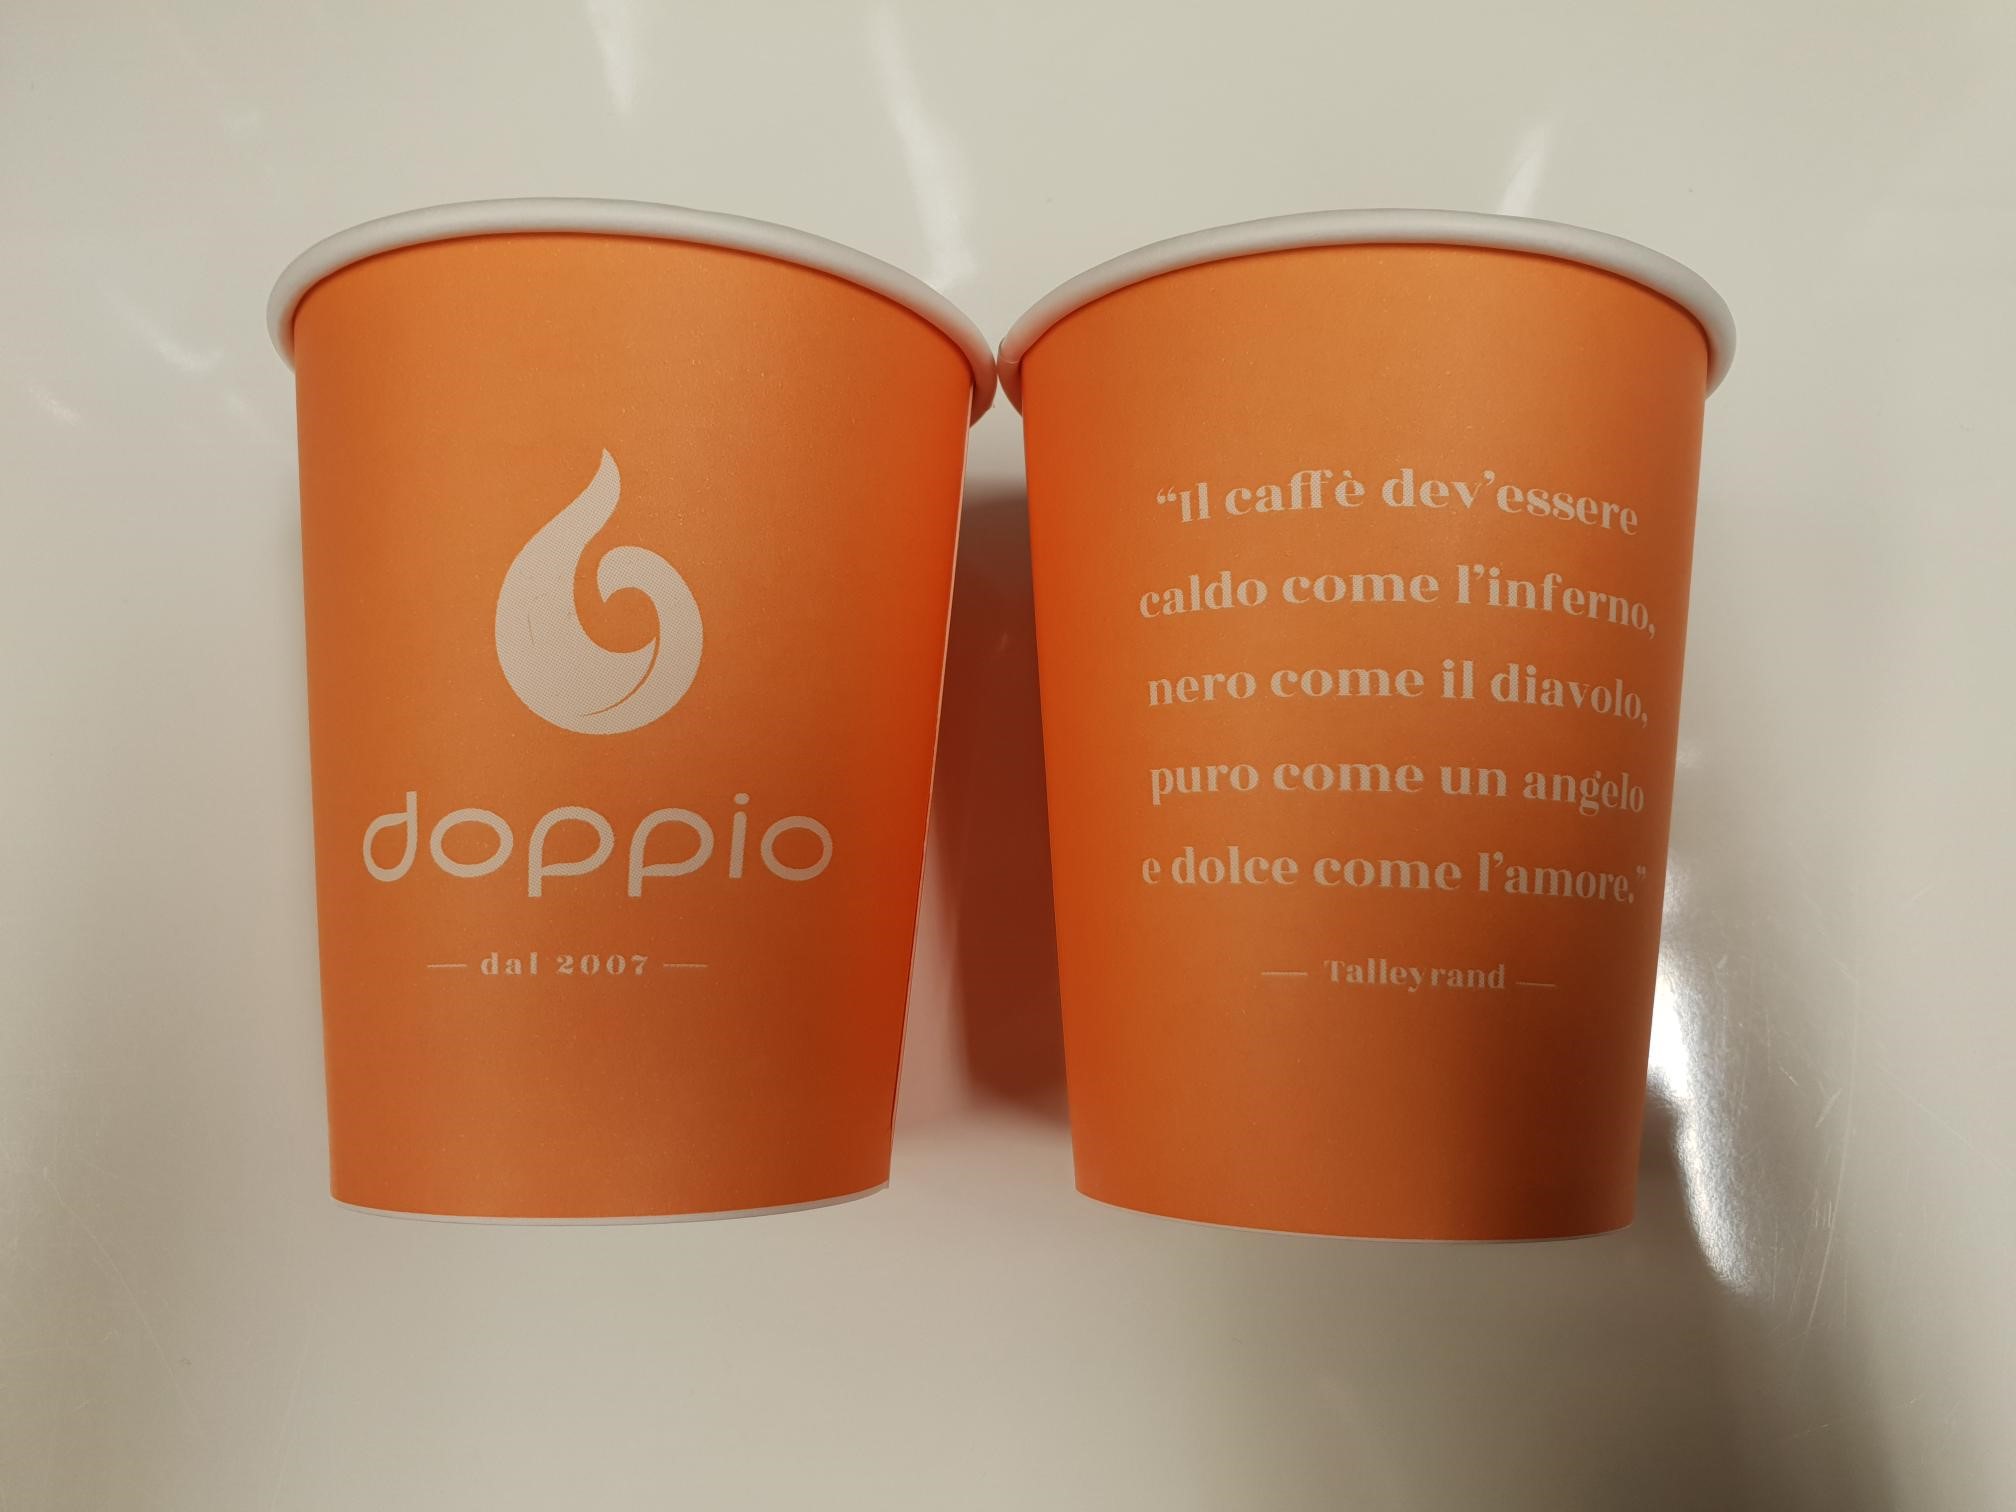 doppio
— dal 2007 —
“Il caffè dev’essere
caldo come l’inferno,
nero come il diavolo,
puro come un angelo
e dolce come l’amore.”
— Talleyrand —